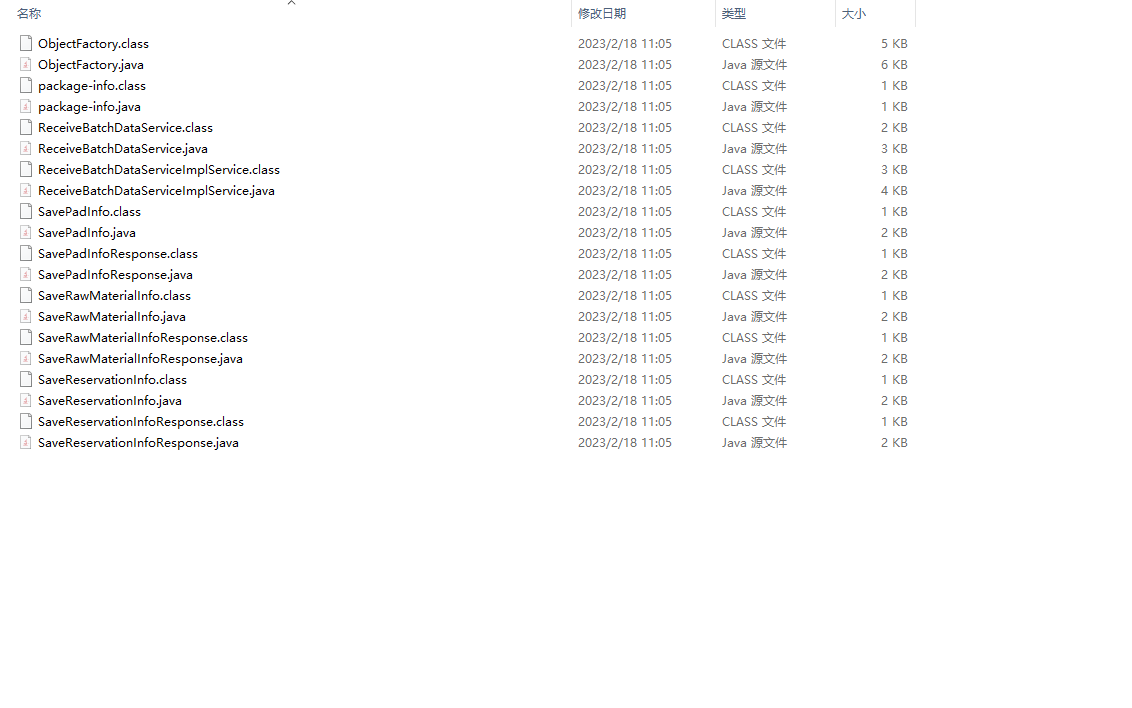 名称 修改日期 类型 大小
ObjectFactory.class 2023/2/18 11:05 CLASS 文件 5 KB
ObjectFactory.java 2023/2/18 11:05 Java 源文件 6 KB
package-info.class 2023/2/18 11:05 CLASS 文件 1 KB
package-info.java 2023/2/18 11:05 Java 源文件 1 KB
ReceiveBatchDataService.class 2023/2/18 11:05 CLASS 文件 2 KB
ReceiveBatchDataService.java 2023/2/18 11:05 Java 源文件 3 KB
ReceiveBatchDataServiceImplService.class 2023/2/18 11:05 CLASS 文件 3 KB
ReceiveBatchDataServiceImplService.java 2023/2/18 11:05 Java 源文件 4 KB
SavePadInfo.class 2023/2/18 11:05 CLASS 文件 1 KB
SavePadInfo.java 2023/2/18 11:05 Java 源文件 2 KB
SavePadInfoResponse.class 2023/2/18 11:05 CLASS 文件 1 KB
SavePadInfoResponse.java 2023/2/18 11:05 Java 源文件 2 KB
SaveRawMaterialInfo.class 2023/2/18 11:05 CLASS 文件 1 KB
SaveRawMaterialInfo.java 2023/2/18 11:05 Java 源文件 2 KB
SaveRawMaterialInfoResponse.class 2023/2/18 11:05 CLASS 文件 1 KB
SaveRawMaterialInfoResponse.java 2023/2/18 11:05 Java 源文件 2 KB
SaveReservationInfo.class 2023/2/18 11:05 CLASS 文件 1 KB
SaveReservationInfo.java 2023/2/18 11:05 Java 源文件 2 KB
SaveReservationInfoResponse.class 2023/2/18 11:05 CLASS 文件 1 KB
SaveReservationInfoResponse.java 2023/2/18 11:05 Java 源文件 2 KB